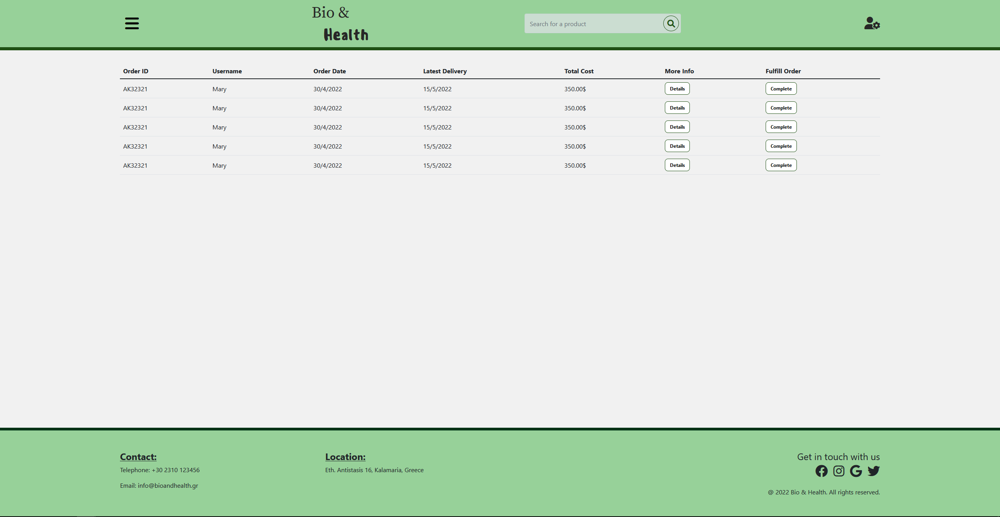 Bio &
Health
Search for a product
Order ID Username Order Date Latest Delivery Total Cost More Info Fulfill Order
AK32321 Mary 30/4/2022 15/5/2022 350.00$ Details Complete
AK32321 Mary 30/4/2022 15/5/2022 350.00$ Details Complete
AK32321 Mary 30/4/2022 15/5/2022 350.00$ Details Complete
AK32321 Mary 30/4/2022 15/5/2022 350.00$ Details Complete
AK32321 Mary 30/4/2022 15/5/2022 350.00$ Details Complete
Contact:
Telephone: +30 2310 123456
Email: info@bioandhealth.gr
Location:
Eth. Antistasis 16, Kalamaria, Greece
Get in touch with us
@ 2022 Bio & Health. All rights reserved.